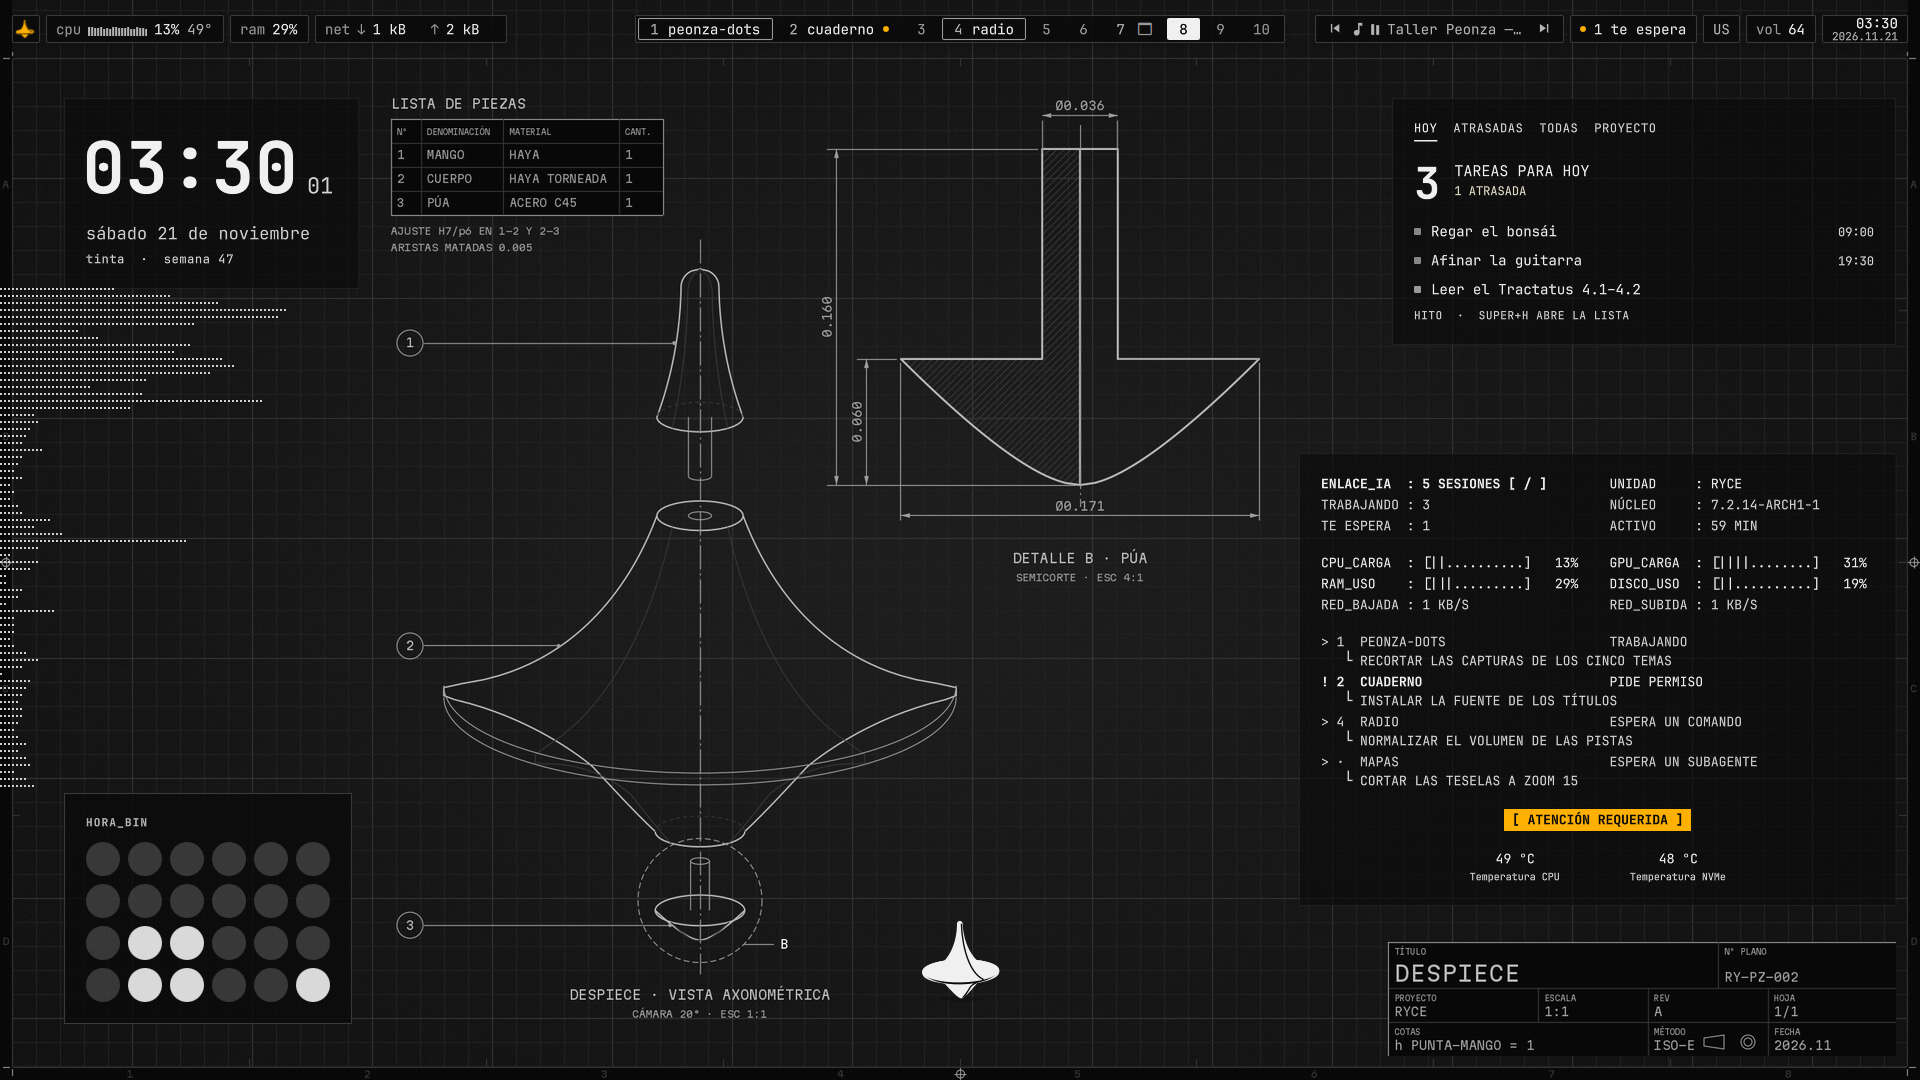 cpu 13% 49°
ram 29%
net ↓ 1 kB ↑ 2 kB
1 peonza-dots
2 cuaderno
3
4 radio
5
6
7
8
9
10
Taller Peonza —…
1 te espera
US
vol 64
03:30
2026.11.21
03:30 01
sábado 21 de noviembre
tinta · semana 47
LISTA DE PIEZAS
Nº DENOMINACIÓN MATERIAL CANT.
1 MANGO HAYA 1
2 CUERPO HAYA TORNEADA 1
3 PÚA ACERO C45 1
AJUSTE H7/p6 EN 1-2 Y 2-3
ARISTAS MATADAS 0.005
1
2
3
B
DESPIECE · VISTA AXONOMÉTRICA
CÁMARA 20° · ESC 1:1
Ø0.036
0.160
0.060
Ø0.171
DETALLE B · PÚA
SEMICORTE · ESC 4:1
HOY ATRASADAS TODAS PROYECTO
3 TAREAS PARA HOY
1 ATRASADA
Regar el bonsái 09:00
Afinar la guitarra 19:30
Leer el Tractatus 4.1–4.2
HITO · SUPER+H ABRE LA LISTA
ENLACE_IA : 5 SESIONES [ / ] UNIDAD : RYCE
TRABAJANDO : 3 NÚCLEO : 7.2.14-ARCH1-1
TE ESPERA : 1 ACTIVO : 59 MIN
CPU_CARGA : [||..........] 13% GPU_CARGA : [||||........] 31%
RAM_USO : [|||.........] 29% DISCO_USO : [||..........] 19%
RED_BAJADA : 1 KB/S RED_SUBIDA : 1 KB/S
> 1 PEONZA-DOTS TRABAJANDO
└ RECORTAR LAS CAPTURAS DE LOS CINCO TEMAS
! 2 CUADERNO PIDE PERMISO
└ INSTALAR LA FUENTE DE LOS TÍTULOS
> 4 RADIO ESPERA UN COMANDO
└ NORMALIZAR EL VOLUMEN DE LAS PISTAS
> · MAPAS ESPERA UN SUBAGENTE
└ CORTAR LAS TESELAS A ZOOM 15
[ ATENCIÓN REQUERIDA ]
49 °C 48 °C
Temperatura CPU Temperatura NVMe
HORA_BIN
TÍTULO Nº PLANO
DESPIECE RY-PZ-002
PROYECTO ESCALA REV HOJA
RYCE 1:1 A 1/1
COTAS MÉTODO FECHA
h PUNTA-MANGO = 1 ISO-E 2026.11
A
D
A
B
C
D
1 2 3 4 5 6 7 8